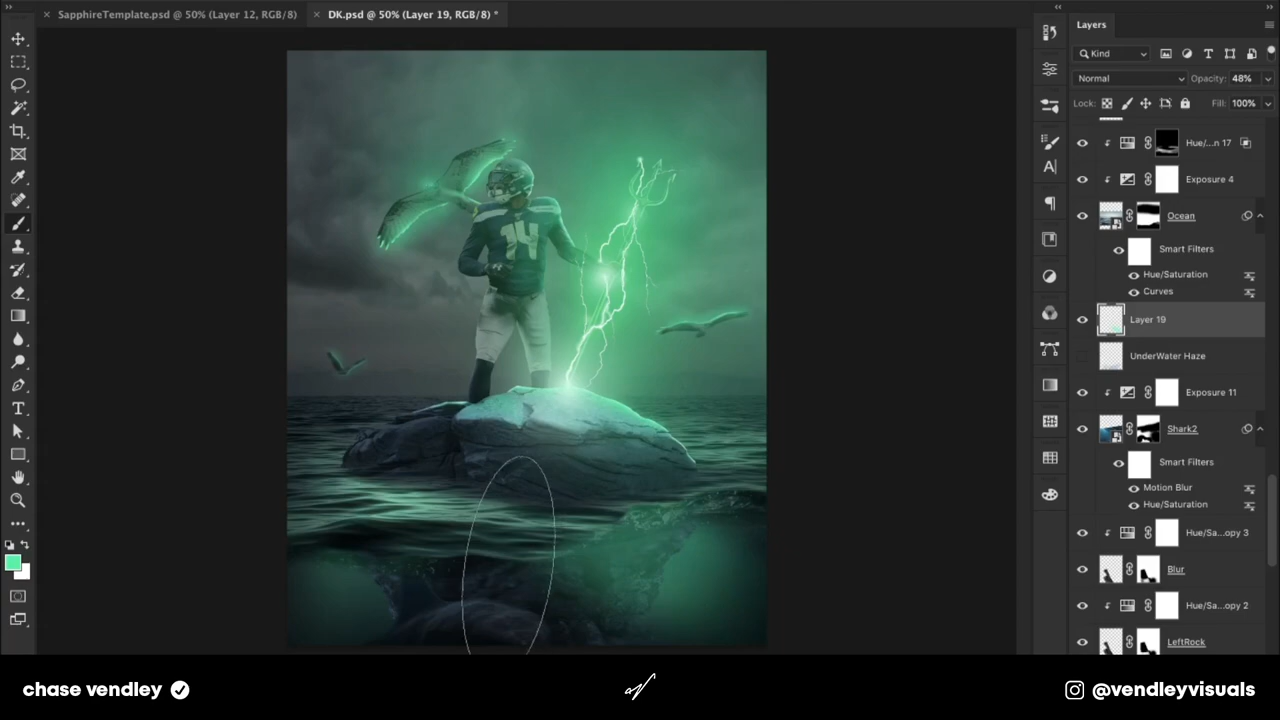 SapphireTemplate.psd @ 50% (Layer 12, RGB/8)
DK.psd @ 50% (Layer 19, RGB/8) *
Layers
Kind
Normal
Opacity: 48%
Lock:
Fill: 100%
Hue/...n 17
Exposure 4
Ocean
Smart Filters
Hue/Saturation
Curves
Layer 19
UnderWater Haze
Exposure 11
Shark2
Smart Filters
Motion Blur
Hue/Saturation
Hue/Sa...opy 3
Blur
Hue/Sa...opy 2
LeftRock
14
chase vendley
@vendleyvisuals